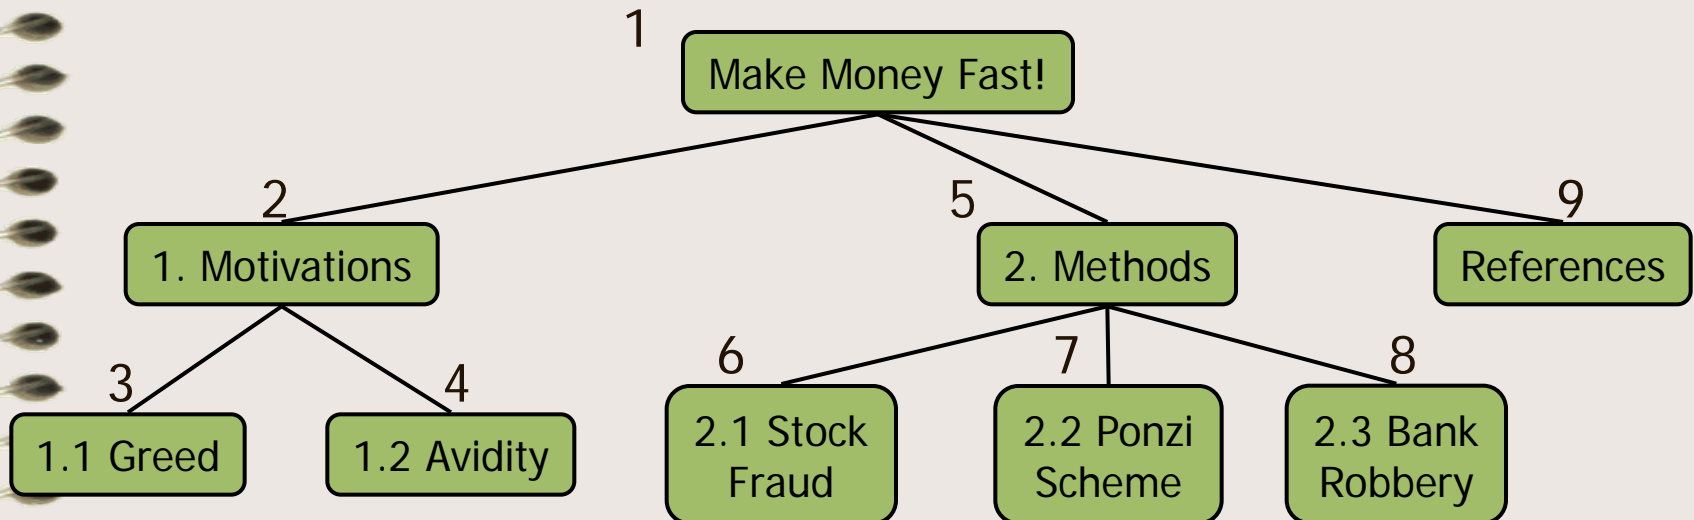 1
Make Money Fast!
2
5
9
1. Motivations
2. Methods
References
3
4
6
7
8
1.1 Greed
1.2 Avidity
2.1 Stock
Fraud
2.2 Ponzi
Scheme
2.3 Bank
Robbery